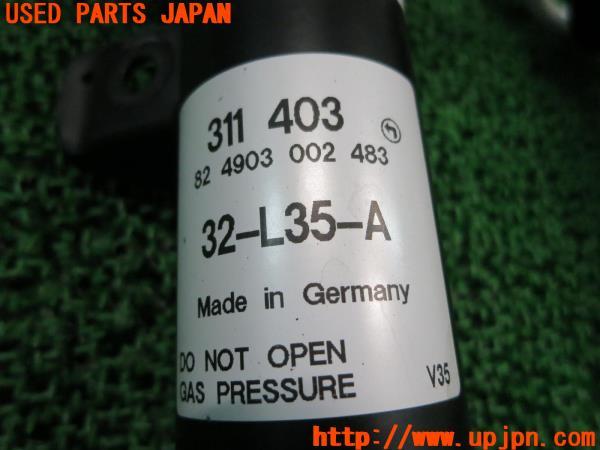 USED PARTS JAPAN
311 403
82 4903 002 483
32-L35-A
Made in Germany
DO NOT OPEN
GAS PRESSURE
V35
http://www.upjpn.com